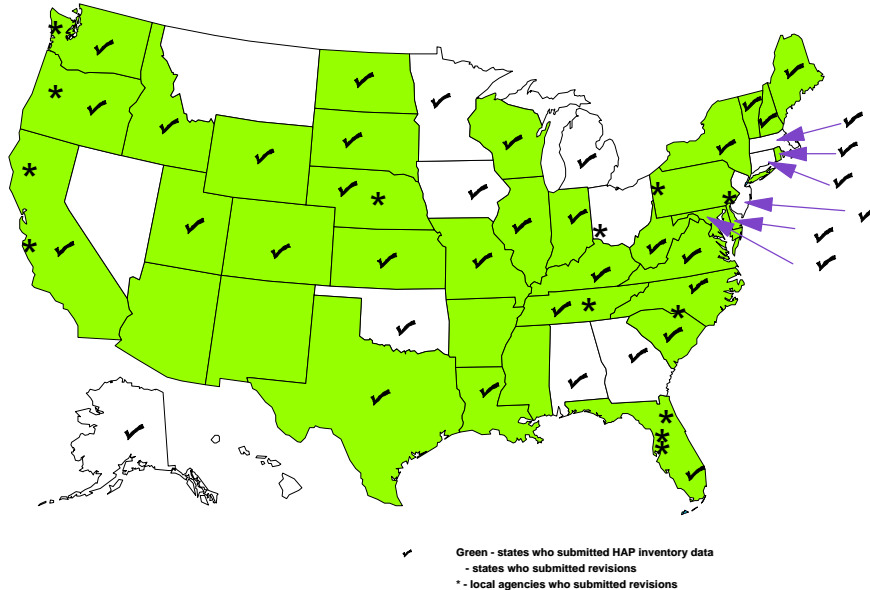 ✓ Green - states who submitted HAP inventory data
- states who submitted revisions
* - local agencies who submitted revisions